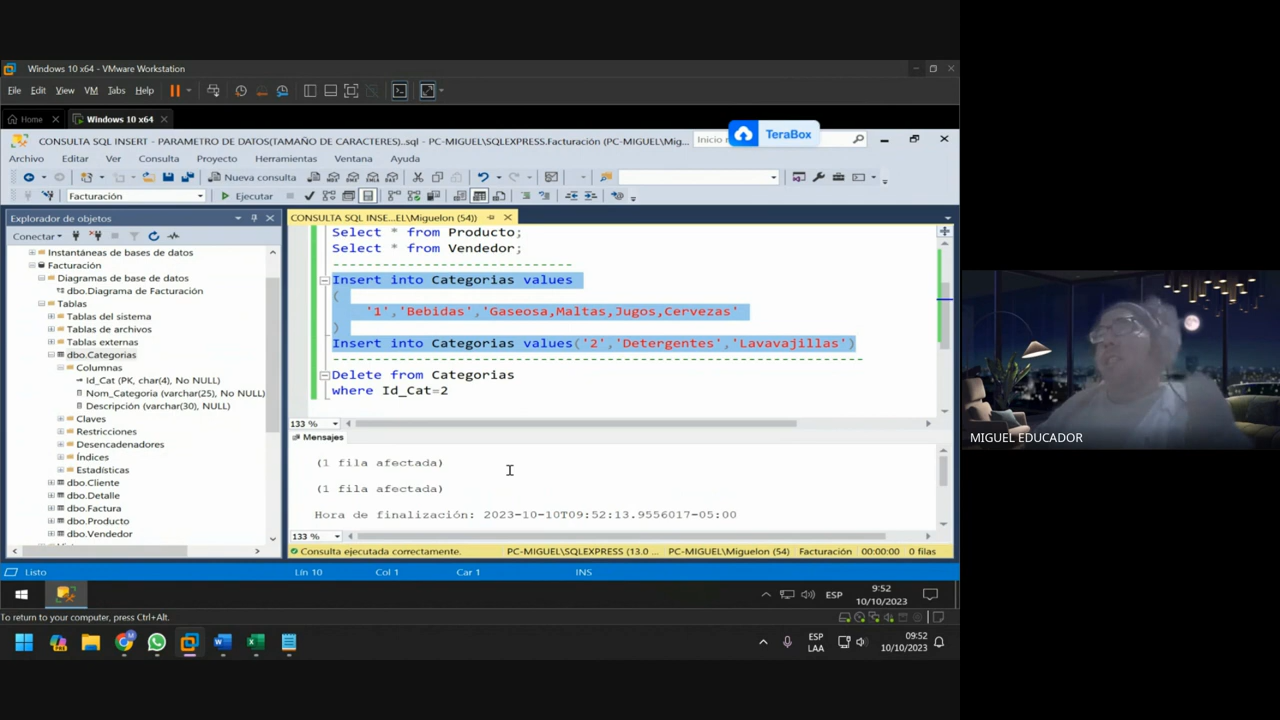 Windows 10 x64 - VMware Workstation
File Edit View VM Tabs Help
Home Windows 10 x64
CONSULTA SQL INSERT - PARAMETRO DE DATOS(TAMAÑO DE CARACTERES)..sql - PC-MIGUEL\SQLEXPRESS.Facturación (PC-MIGUEL\Mig... Inicio
TeraBox
Archivo Editar Ver Consulta Proyecto Herramientas Ventana Ayuda
Nueva consulta
Facturación Ejecutar
Explorador de objetos
CONSULTA SQL INSE...EL\Miguelon (54))
Conectar
Instantáneas de bases de datos
Facturación
Diagramas de base de datos
dbo.Diagrama de Facturación
Tablas
Tablas del sistema
Tablas de archivos
Tablas externas
dbo.Categorias
Columnas
Id_Cat (PK, char(4), No NULL)
Nom_Categoria (varchar(25), No NULL)
Descripción (varchar(30), NULL)
Claves
Restricciones
Desencadenadores
Índices
Estadísticas
dbo.Cliente
dbo.Detalle
dbo.Factura
dbo.Producto
dbo.Vendedor
Select * from Producto;
Select * from Vendedor;
-----------------------------
Insert into Categorias values
(
'1','Bebidas','Gaseosa,Maltas,Jugos,Cervezas'
)
Insert into Categorias values('2','Detergentes','Lavavajillas')
----------------------------------------------------------------
Delete from Categorias
where Id_Cat=2
133 %
Mensajes
(1 fila afectada)
(1 fila afectada)
Hora de finalización: 2023-10-10T09:52:13.9556017-05:00
133 %
Consulta ejecutada correctamente. PC-MIGUEL\SQLEXPRESS (13.0 ... PC-MIGUEL\Miguelon (54) Facturación 00:00:00 0 filas
Listo Lín 10 Col 1 Car 1 INS
ESP 9:52
10/10/2023
To return to your computer, press Ctrl+Alt.
ESP
LAA
09:52
10/10/2023
MIGUEL EDUCADOR